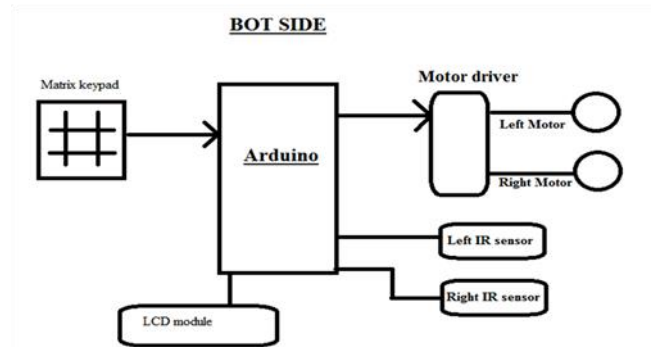 BOT SIDE
Matrix keypad
Motor driver
Arduino
Left Motor
Right Motor
Left IR sensor
Right IR sensor
LCD module